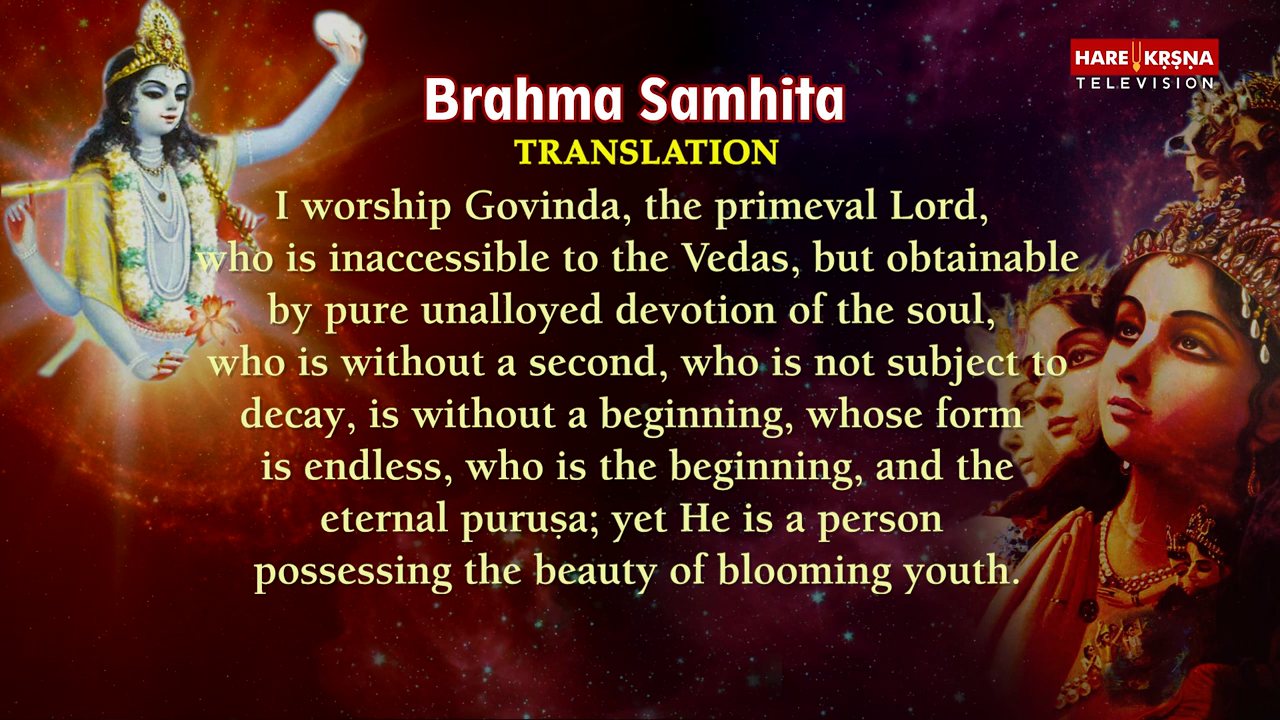 HARE KṚṢṆA
TELEVISION
Brahma Samhita
TRANSLATION
I worship Govinda, the primeval Lord,
who is inaccessible to the Vedas, but obtainable
by pure unalloyed devotion of the soul,
who is without a second, who is not subject to
decay, is without a beginning, whose form
is endless, who is the beginning, and the
eternal puruṣa; yet He is a person
possessing the beauty of blooming youth.